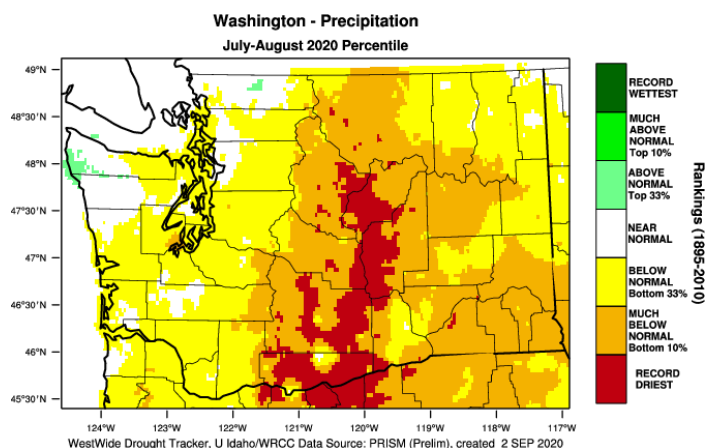 Washington - Precipitation
July-August 2020 Percentile
49°N
48°30'N
48°N
47°30'N
47°N
46°30'N
46°N
45°30'N
124°W
123°W
122°W
121°W
120°W
119°W
118°W
117°W
RECORD
WETTEST
MUCH
ABOVE
NORMAL
Top 10%
ABOVE
NORMAL
Top 33%
NEAR
NORMAL
BELOW
NORMAL
Bottom 33%
MUCH
BELOW
NORMAL
Bottom 10%
RECORD
DRIEST
Rankings (1895-2010)
WestWide Drought Tracker, U Idaho/WRCC Data Source: PRISM (Prelim), created 2 SEP 2020